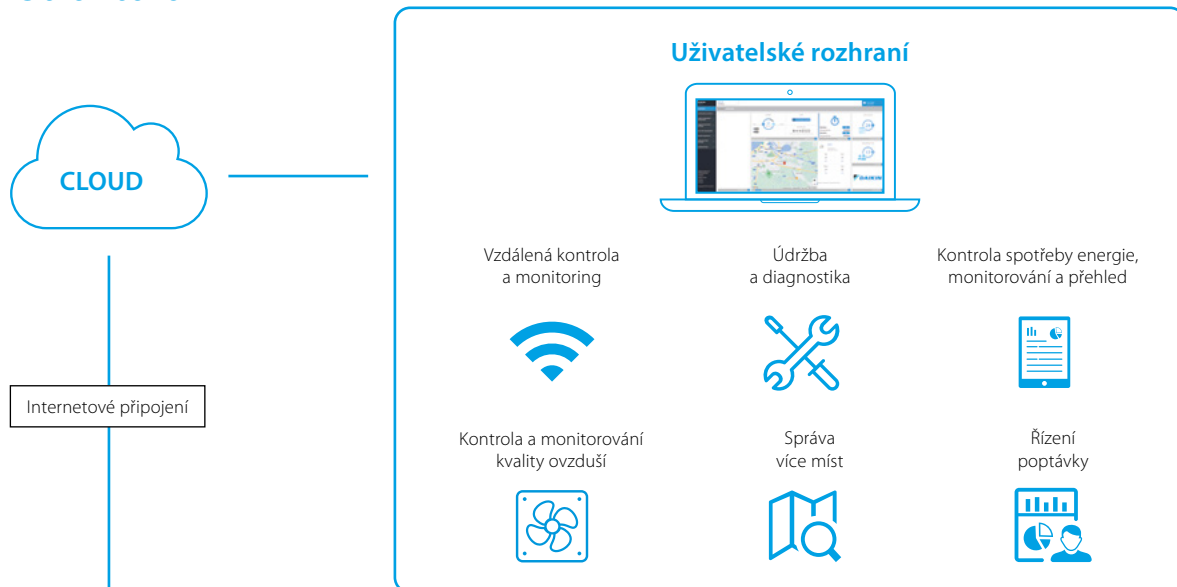 Uživatelské rozhraní
CLOUD
DAIKIN
Vzdálená kontrola
a monitoring
Údržba
a diagnostika
Kontrola spotřeby energie,
monitorování a přehled
Internetové připojení
Kontrola a monitorování
kvality ovzduší
Správa
více míst
Řízení
poptávky